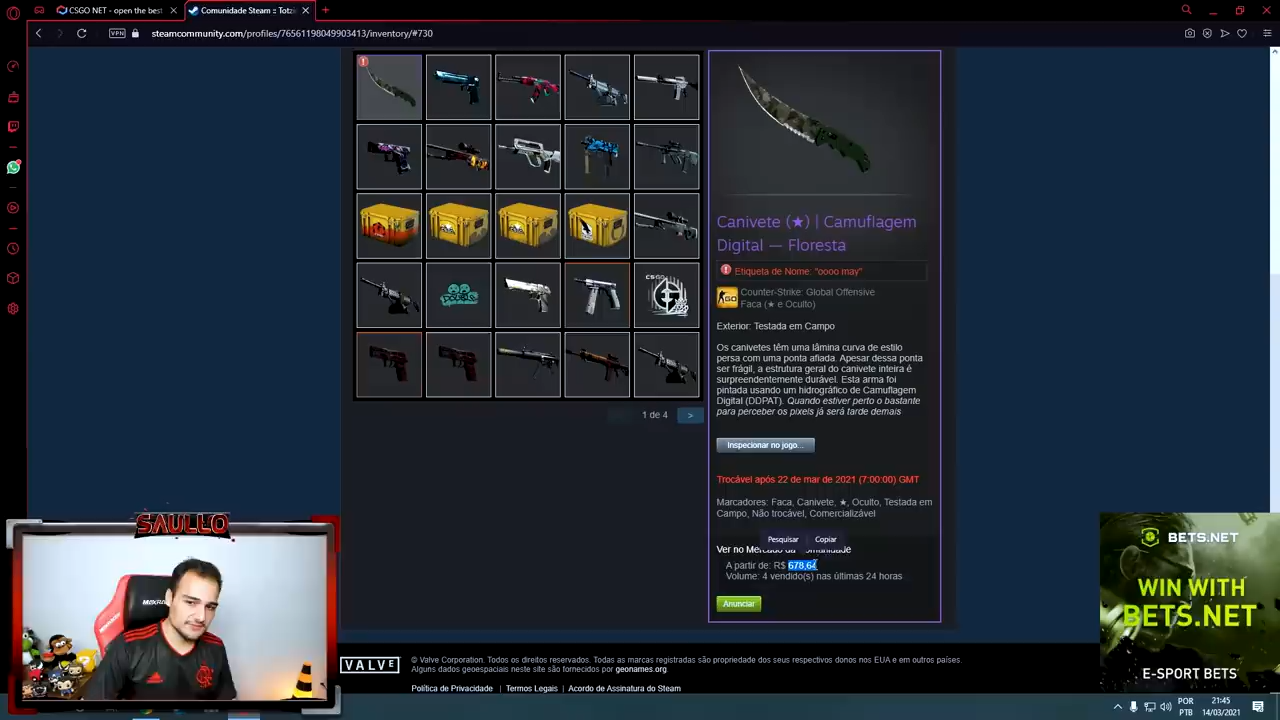 CSGO NET - open the best
Comunidade Steam :: Totzi
VPN
steamcommunity.com/profiles/76561198049903413/inventory/#730
Canivete (★) | Camuflagem
Digital — Floresta
Etiqueta de Nome: "oooo may"
Counter-Strike: Global Offensive
Faca (★ e Oculto)
Exterior: Testada em Campo
Os canivetes têm uma lâmina curva de estilo
persa com uma ponta afiada. Apesar dessa ponta
ser frágil, a estrutura geral do canivete inteira é
surpreendentemente durável. Esta arma foi
pintada usando um hidrográfico de Camuflagem
Digital (DDPAT). Quando estiver perto o bastante
para perceber os pixels já será tarde demais
1 de 4 >
Inspecionar no jogo...
Trocável após 22 de mar de 2021 (7:00:00) GMT
Marcadores: Faca, Canivete, ★, Oculto, Testada em
Campo, Não trocável, Comercializável
Pesquisar Copiar
Ver no Mercado da
A partir de: R$ 678,64
Volume: 4 vendido(s) nas últimas 24 horas
Anunciar
SAULLO
BETS.NET
WIN WITH
BETS.NET
E-SPORT BETS
VALVE
© Valve Corporation. Todos os direitos reservados. Todas as marcas registradas são propriedade dos seus respectivos donos nos EUA e em outros países.
Alguns dados geoespaciais neste site são fornecidos por geonames.org.
Política de Privacidade | Termos Legais | Acordo de Assinatura do Steam
POR
PTB
21:45
14/03/2021